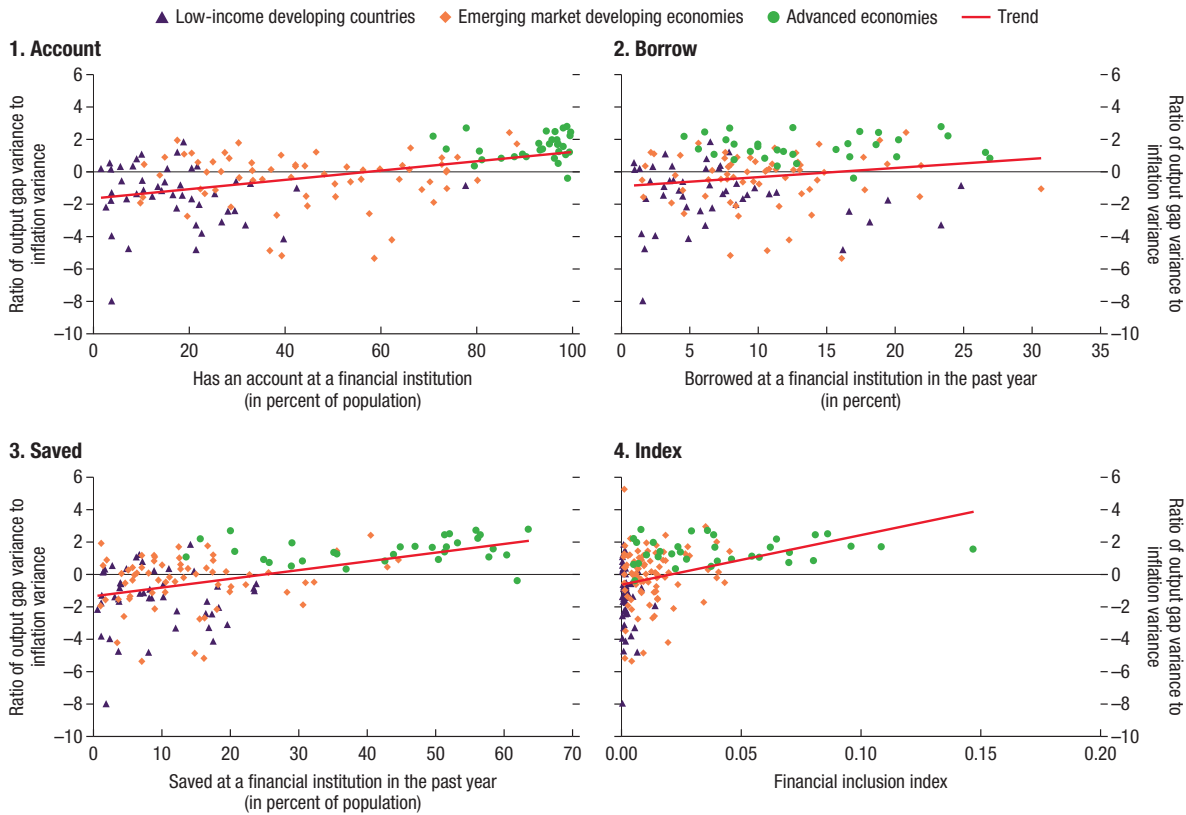 Low-income developing countries Emerging market developing economies Advanced economies Trend
1. Account
6
4
2
0
–2
–4
–6
–8
–10
Ratio of output gap variance to
inflation variance
0 20 40 60 80 100
Has an account at a financial institution
(in percent of population)
2. Borrow
6
4
2
0
–2
–4
–6
–8
–10
Ratio of output gap variance to
inflation variance
0 5 10 15 20 25 30 35
Borrowed at a financial institution in the past year
(in percent)
3. Saved
6
4
2
0
–2
–4
–6
–8
–10
Ratio of output gap variance to
inflation variance
0 10 20 30 40 50 60 70
Saved at a financial institution in the past year
(in percent of population)
4. Index
6
4
2
0
–2
–4
–6
–8
–10
Ratio of output gap variance to
inflation variance
0.00 0.05 0.10 0.15 0.20
Financial inclusion index